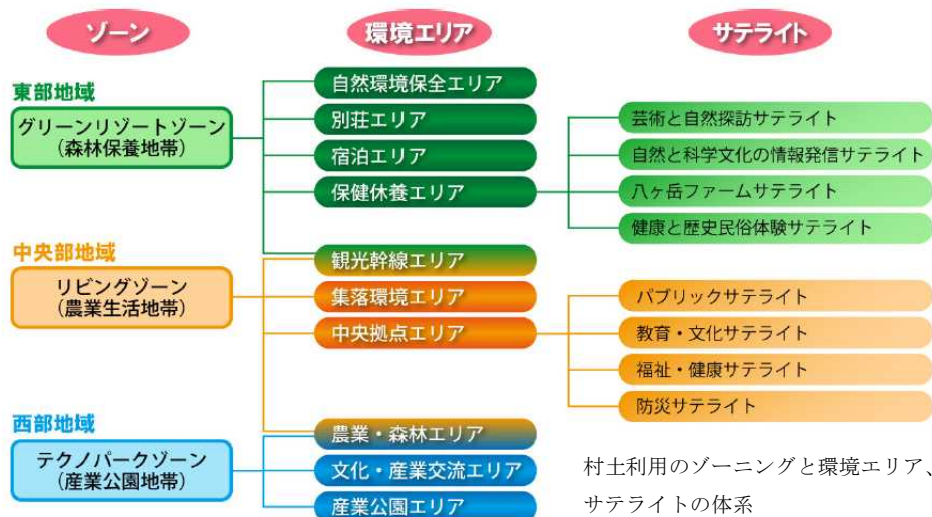 ゾーン
環境エリア
サテライト
東部地域
グリーンリゾートゾーン
(森林保養地帯)
自然環境保全エリア
別荘エリア
宿泊エリア
保健休養エリア
芸術と自然探訪サテライト
自然と科学文化の情報発信サテライト
八ヶ岳ファームサテライト
健康と歴史民俗体験サテライト
中央部地域
リビングゾーン
(農業生活地帯)
観光幹線エリア
集落環境エリア
中央拠点エリア
パブリックサテライト
教育・文化サテライト
福祉・健康サテライト
防災サテライト
西部地域
テクノパークゾーン
(産業公園地帯)
農業・森林エリア
文化・産業交流エリア
産業公園エリア
村土利用のゾーニングと環境エリア、
サテライトの体系